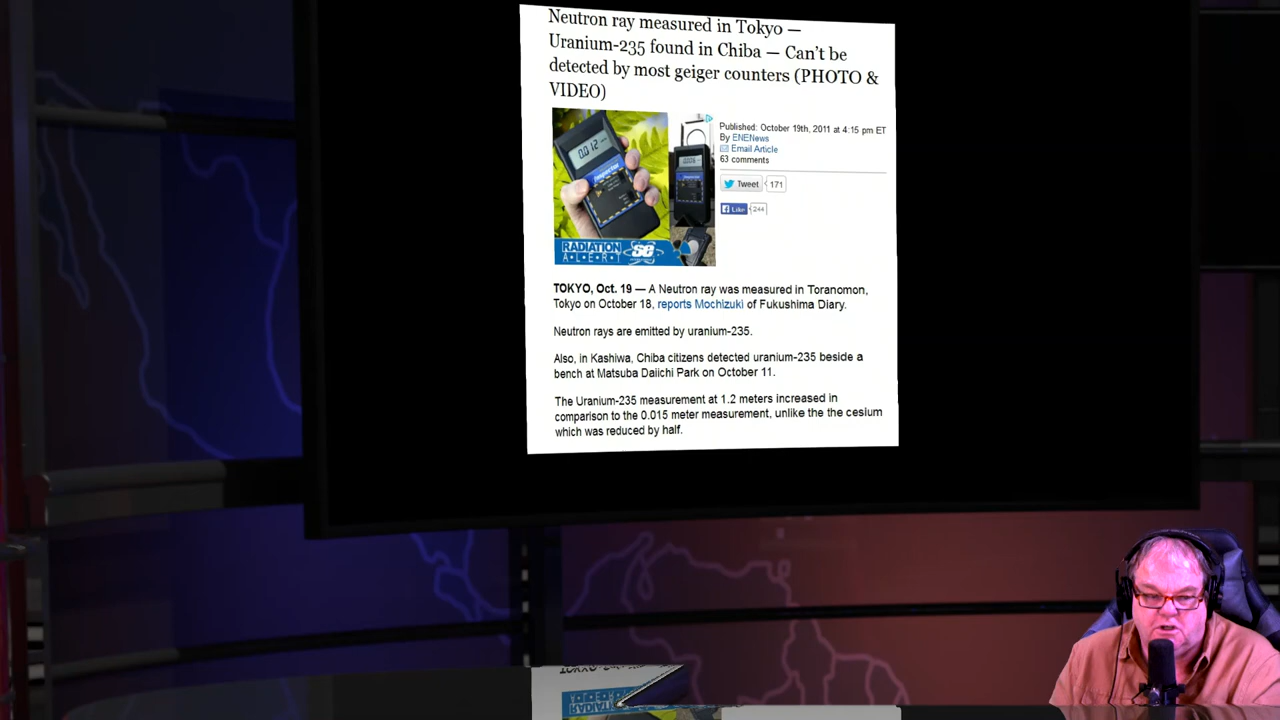 Neutron ray measured in Tokyo —
Uranium-235 found in Chiba — Can't be
detected by most geiger counters (PHOTO &
VIDEO)
Published: October 19th, 2011 at 4:15 pm ET
By ENENews
Email Article
63 comments
Tweet 171
Like 244
0.012
RADIATION
A•L•E•R•T
se
TOKYO, Oct. 19 — A Neutron ray was measured in Toranomon,
Tokyo on October 18, reports Mochizuki of Fukushima Diary.
Neutron rays are emitted by uranium-235.
Also, in Kashiwa, Chiba citizens detected uranium-235 beside a
bench at Matsuba Daiichi Park on October 11.
The Uranium-235 measurement at 1.2 meters increased in
comparison to the 0.015 meter measurement, unlike the the cesium
which was reduced by half.